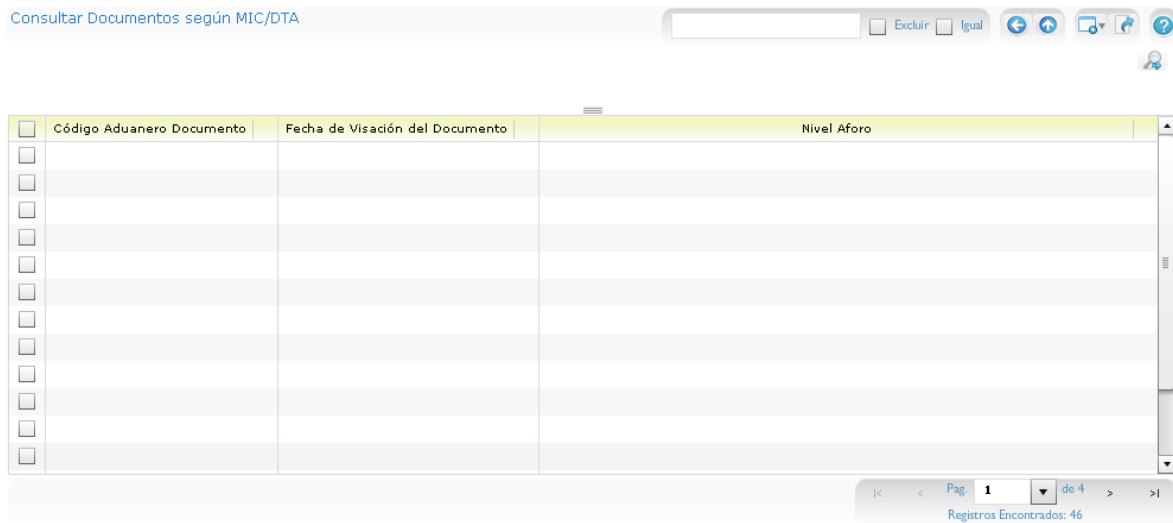 Consultar Documentos según MIC/DTA
Excluir Igual
Código Aduanero Documento Fecha de Visación del Documento Nivel Aforo
Pag. 1 de 4
Registros Encontrados: 46